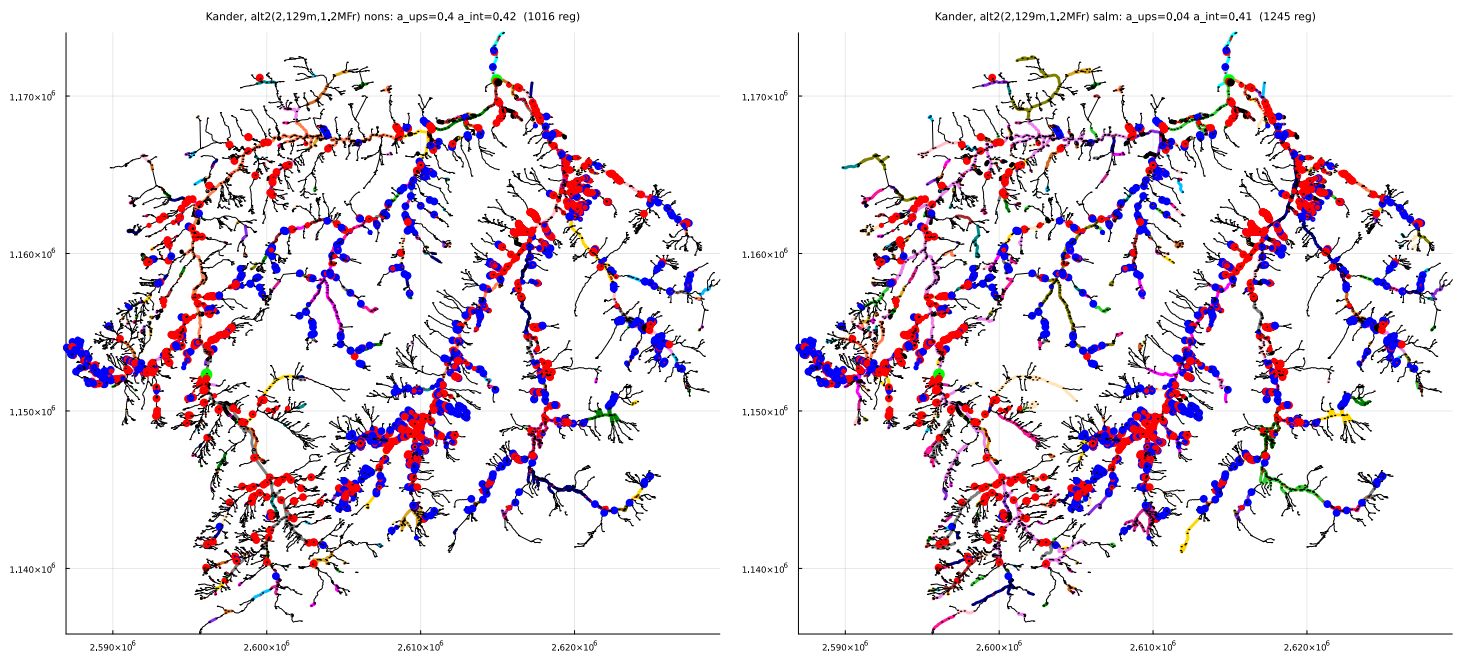 Kander, alt2(2,129m,1.2MFr) nons: a_ups=0.4 a_int=0.42  (1016 reg)
1.170×10⁶
1.160×10⁶
1.150×10⁶
1.140×10⁶
2.590×10⁶ 2.600×10⁶ 2.610×10⁶ 2.620×10⁶
Kander, alt2(2,129m,1.2MFr) salm: a_ups=0.04 a_int=0.41  (1245 reg)
1.170×10⁶
1.160×10⁶
1.150×10⁶
1.140×10⁶
2.590×10⁶ 2.600×10⁶ 2.610×10⁶ 2.620×10⁶